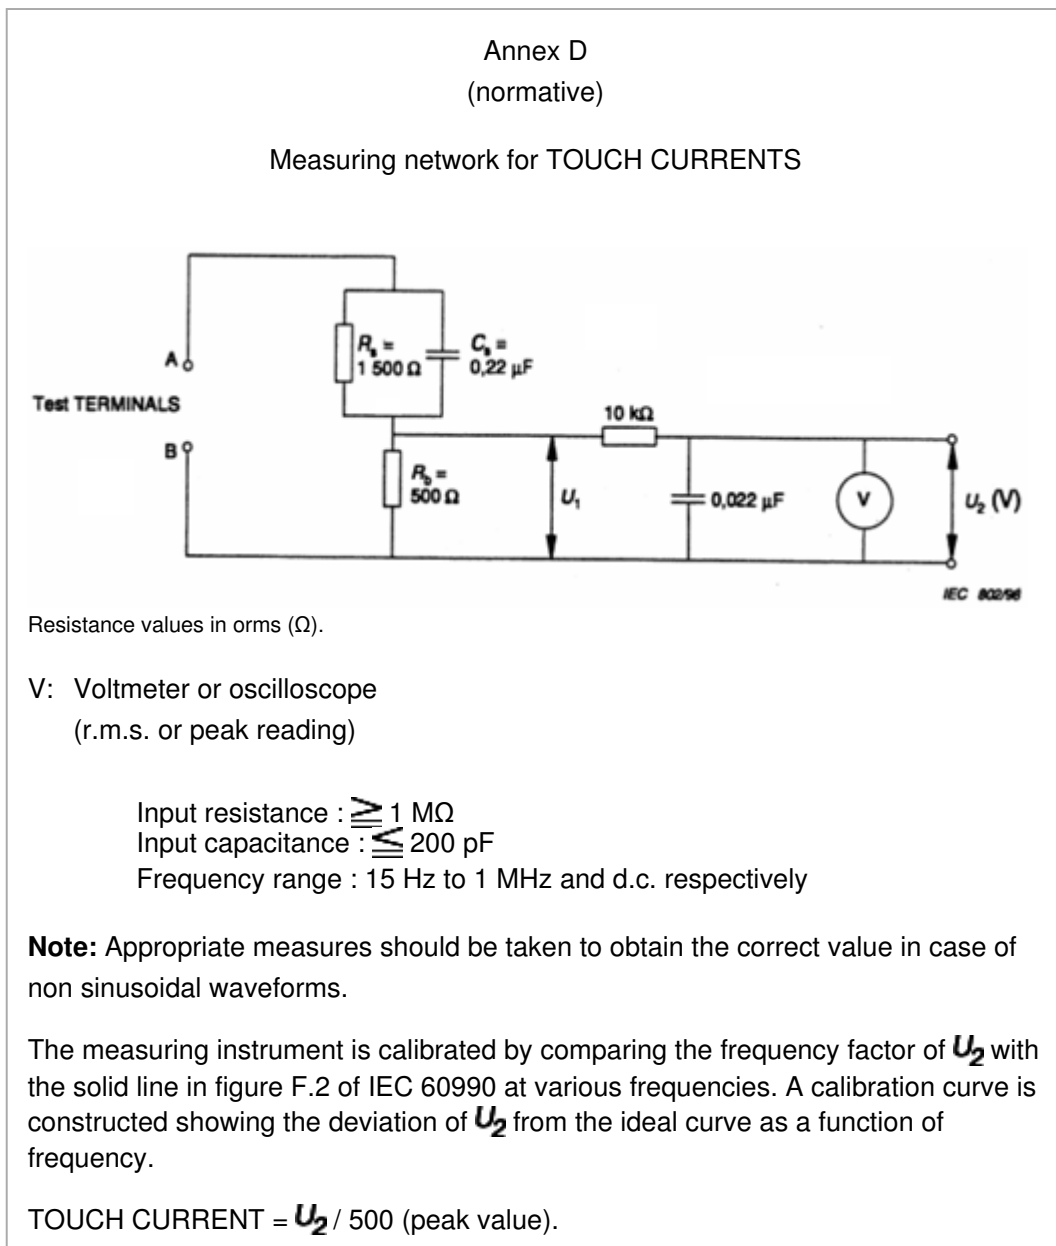 Annex D
(normative)
Measuring network for TOUCH CURRENTS
A
Test TERMINALS
B
Rs =
1 500 Ω
Cs =
0,22 µF
Rb =
500 Ω
U1
10 kΩ
0,022 µF
V
U2 (V)
IEC 802/96
Resistance values in orms (Ω).
V: Voltmeter or oscilloscope
(r.m.s. or peak reading)
Input resistance : ≧ 1 MΩ
Input capacitance : ≦ 200 pF
Frequency range : 15 Hz to 1 MHz and d.c. respectively
Note: Appropriate measures should be taken to obtain the correct value in case of
non sinusoidal waveforms.
The measuring instrument is calibrated by comparing the frequency factor of U2 with
the solid line in figure F.2 of IEC 60990 at various frequencies. A calibration curve is
constructed showing the deviation of U2 from the ideal curve as a function of
frequency.
TOUCH CURRENT = U2 / 500 (peak value).